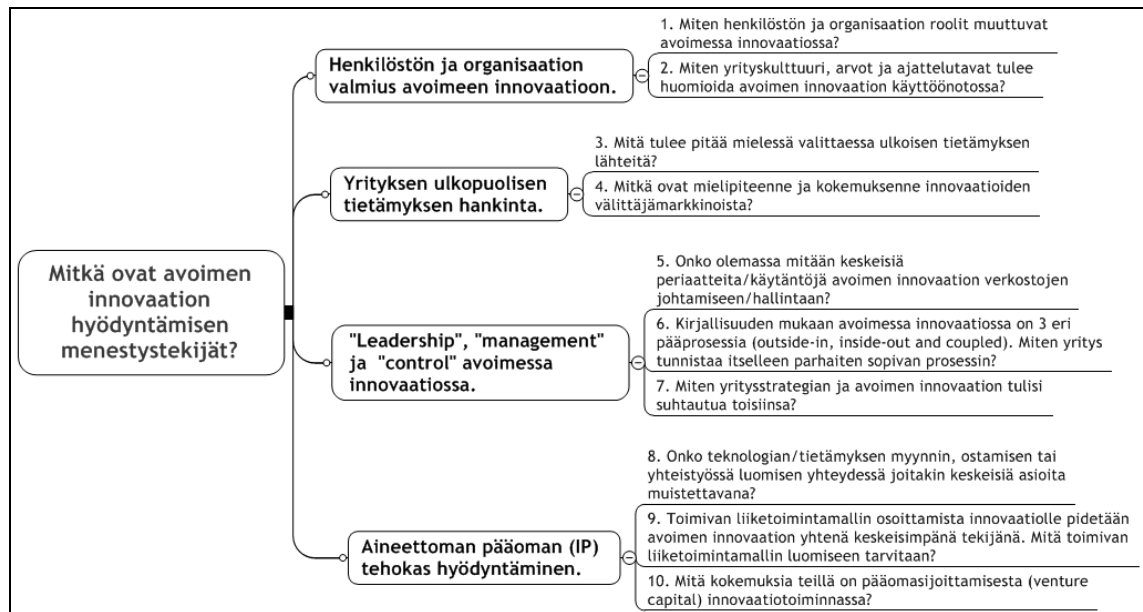 Mitkä ovat avoimen
innovaation
hyödyntämisen
menestystekijät?
Henkilöstön ja organisaation
valmius avoimeen innovaatioon.
1. Miten henkilöstön ja organisaation roolit muuttuvat
avoimessa innovaatiossa?
2. Miten yrityskulttuuri, arvot ja ajattelutavat tulee
huomioida avoimen innovaation käyttöönotossa?
Yrityksen ulkopuolisen
tietämyksen hankinta.
3. Mitä tulee pitää mielessä valittaessa ulkoisen tietämyksen
lähteitä?
4. Mitkä ovat mielipiteenne ja kokemuksenne innovaatioiden
välittäjämarkkinoista?
"Leadership", "management"
ja "control" avoimessa
innovaatiossa.
5. Onko olemassa mitään keskeisiä
periaatteita/käytäntöjä avoimen innovaation verkostojen
johtamiseen/hallintaan?
6. Kirjallisuuden mukaan avoimessa innovaatiossa on 3 eri
pääprosessia (outside-in, inside-out and coupled). Miten yritys
tunnistaa itselleen parhaiten sopivan prosessin?
7. Miten yritysstrategian ja avoimen innovaation tulisi
suhtautua toisiinsa?
Aineettoman pääoman (IP)
tehokas hyödyntäminen.
8. Onko teknologian/tietämyksen myynnin, ostamisen tai
yhteistyössä luomisen yhteydessä joitakin keskeisiä asioita
muistettavana?
9. Toimivan liiketoimintamallin osoittamista innovaatiolle pidetään
avoimen innovaation yhtenä keskeisimpänä tekijänä. Mitä toimivan
liiketoimintamallin luomiseen tarvitaan?
10. Mitä kokemuksia teillä on pääomasijoittamisesta (venture
capital) innovaatiotoiminnassa?